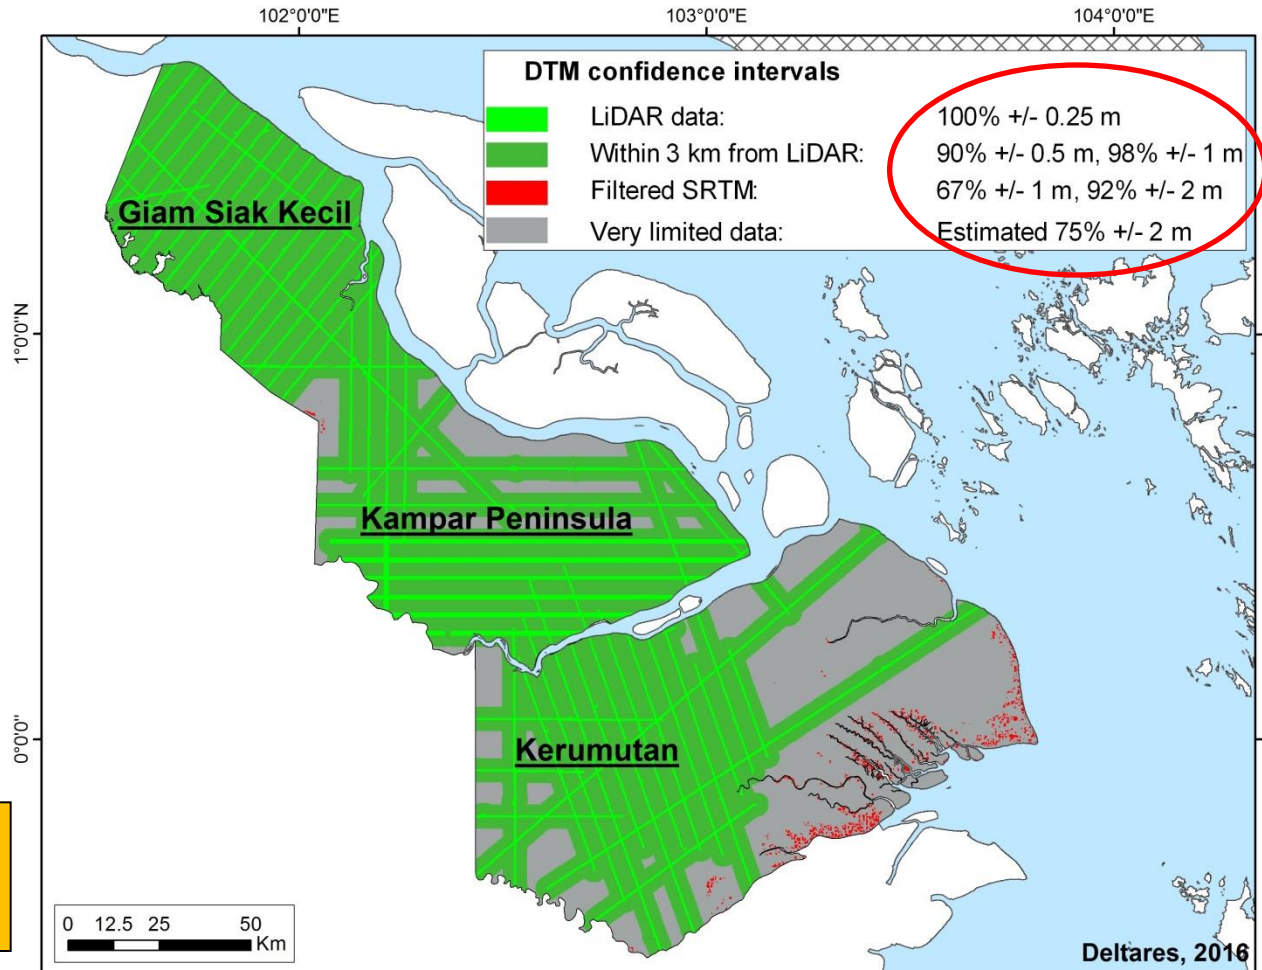 102°0'0"E
103°0'0"E
104°0'0"E
DTM confidence intervals
LiDAR data: 100% +/- 0.25 m
Within 3 km from LiDAR: 90% +/- 0.5 m, 98% +/- 1 m
Filtered SRTM: 67% +/- 1 m, 92% +/- 2 m
Very limited data: Estimated 75% +/- 2 m
Giam Siak Kecil
1°0'0"N
Kampar Peninsula
0°0'0"
Kerumutan
0 12.5 25 50
Km
Deltares, 2016